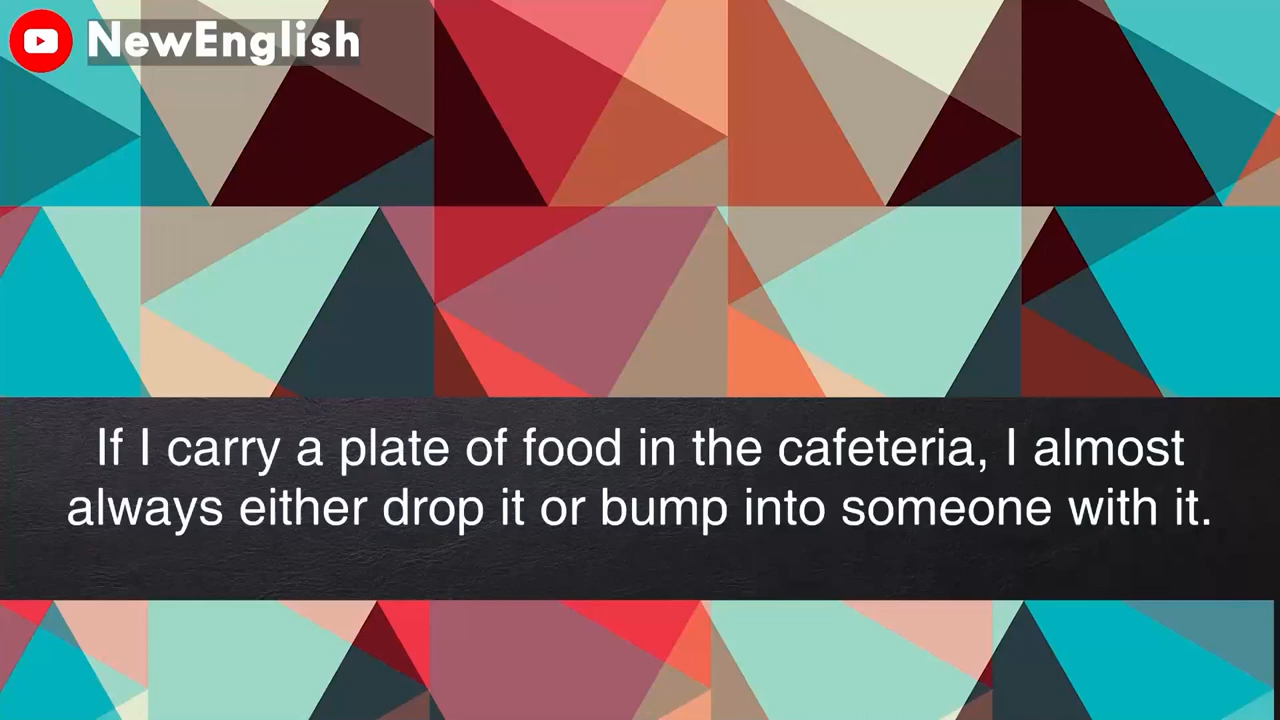 NewEnglish
If I carry a plate of food in the cafeteria, I almost
always either drop it or bump into someone with it.